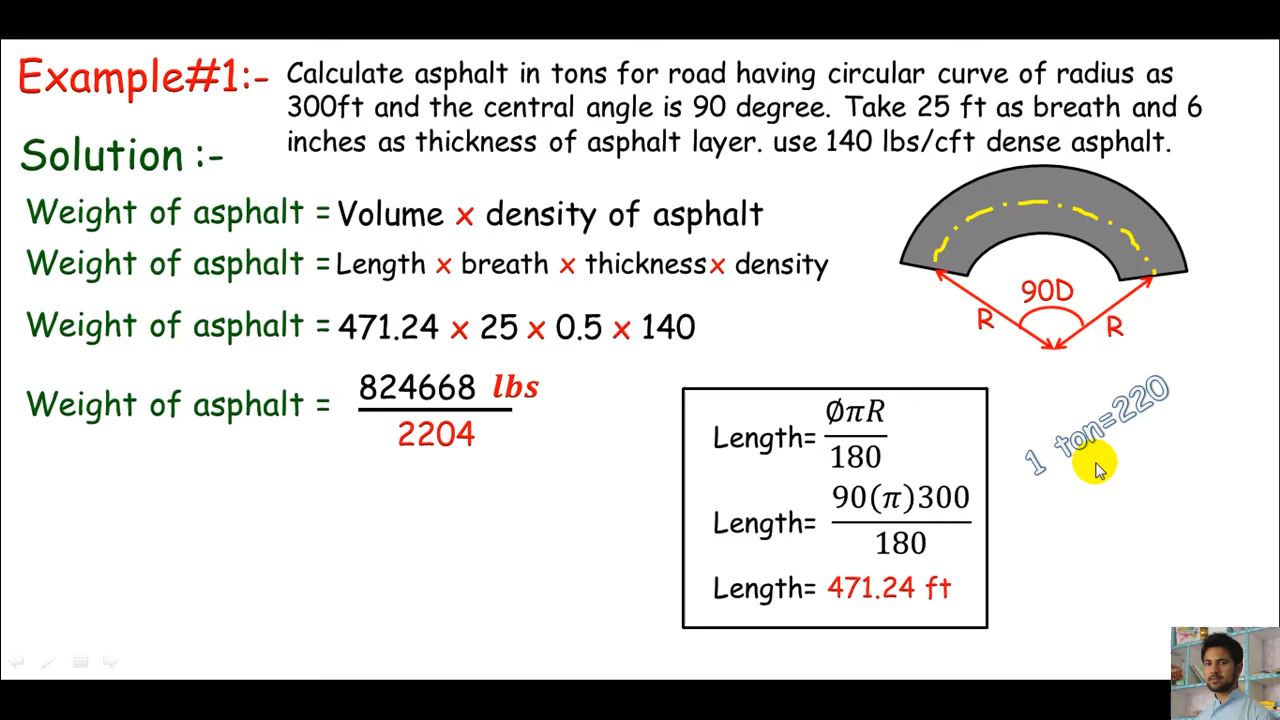 Example#1:-
Calculate asphalt in tons for road having circular curve of radius as
300ft and the central angle is 90 degree. Take 25 ft as breath and 6
inches as thickness of asphalt layer. use 140 lbs/cft dense asphalt.
Solution :-
Weight of asphalt = Volume x density of asphalt
Weight of asphalt = Length x breath x thickness x density
Weight of asphalt = 471.24 x 25 x 0.5 x 140
Weight of asphalt = 824668 lbs
2204
90D
R R
1 ton=220
Length= ØπR
180
Length= 90(π)300
180
Length= 471.24 ft